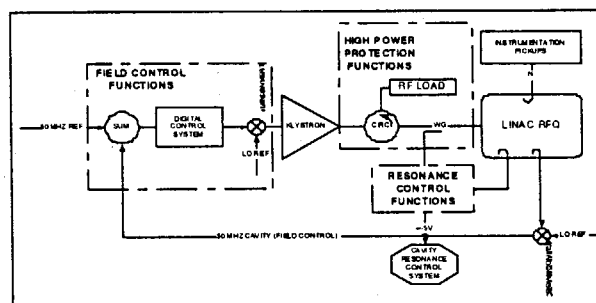 HIGH POWER
PROTECTION
FUNCTIONS
INSTRUMENTATION
PICKUPS
FIELD CONTROL
FUNCTIONS
RF LOAD
50 MHZ REF
SUM
DIGITAL
CONTROL
SYSTEM
KLYSTRON
CIRC
WG
LINAC RFQ
LO REF
RESONANCE
CONTROL
FUNCTIONS
50 MHZ CAVITY (FIELD CONTROL)
LO REF
CAVITY
RESONANCE
CONTROL
SYSTEM